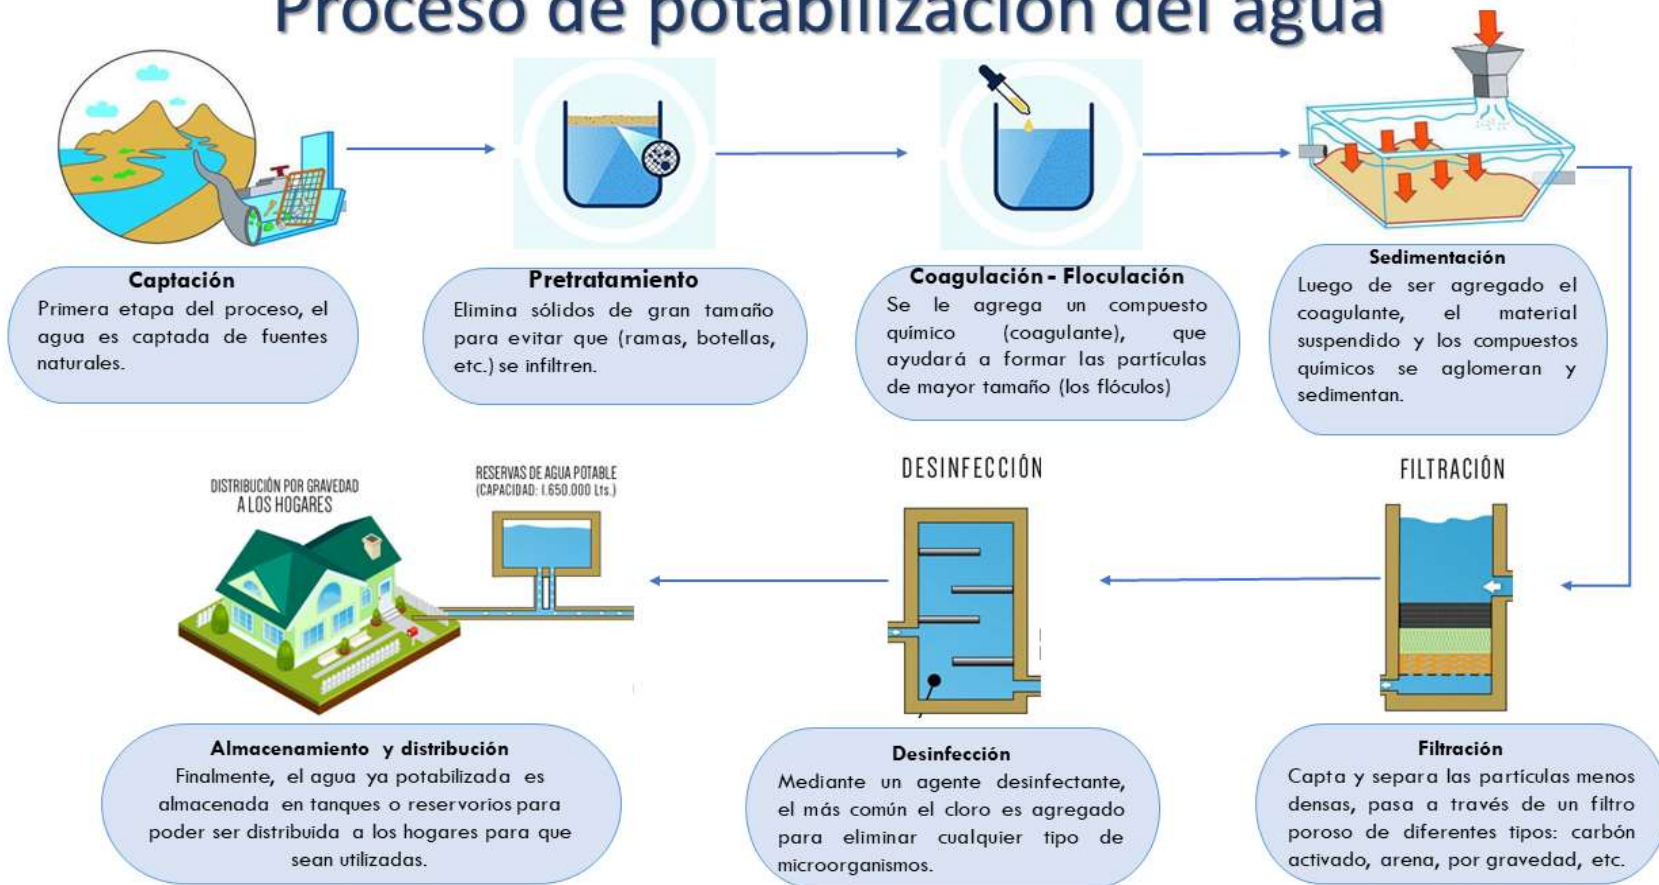 Proceso de potabilización del agua
Captación
Primera etapa del proceso, el
agua es captada de fuentes
naturales.
Pretratamiento
Elimina sólidos de gran tamaño
para evitar que (ramas, botellas,
etc.) se infiltren.
Coagulación - Floculación
Se le agrega un compuesto
químico (coagulante), que
ayudará a formar las partículas
de mayor tamaño (los flóculos)
Sedimentación
Luego de ser agregado el
coagulante, el material
suspendido y los compuestos
químicos se aglomeran y
sedimentan.
DISTRIBUCIÓN POR GRAVEDAD
A LOS HOGARES
RESERVAS DE AGUA POTABLE
(CAPACIDAD: 1.650.000 Lts.)
DESINFECCIÓN
FILTRACIÓN
Almacenamiento y distribución
Finalmente, el agua ya potabilizada es
almacenada en tanques o reservorios para
poder ser distribuida a los hogares para que
sean utilizadas.
Desinfección
Mediante un agente desinfectante,
el más común el cloro es agregado
para eliminar cualquier tipo de
microorganismos.
Filtración
Capta y separa las partículas menos
densas, pasa a través de un filtro
poroso de diferentes tipos: carbón
activado, arena, por gravedad, etc.